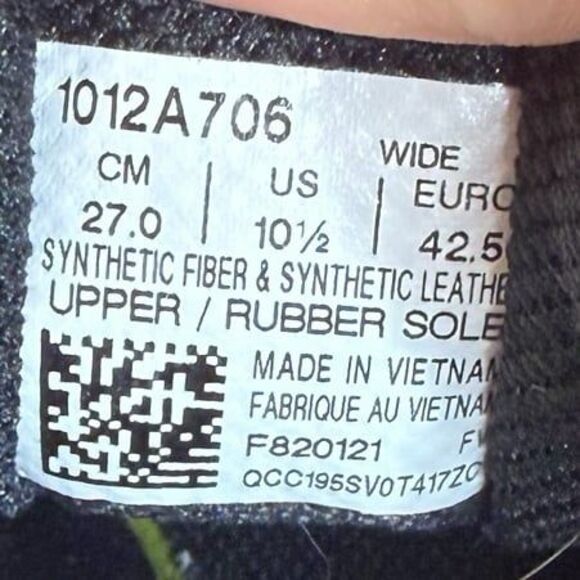 1012A706
WIDE
CM | US | EURO
27.0 | 10½ | 42.5
SYNTHETIC FIBER & SYNTHETIC LEATHE
UPPER / RUBBER SOLE
MADE IN VIETNAM
FABRIQUE AU VIETNA
F820121
QCC195SV0T417ZC